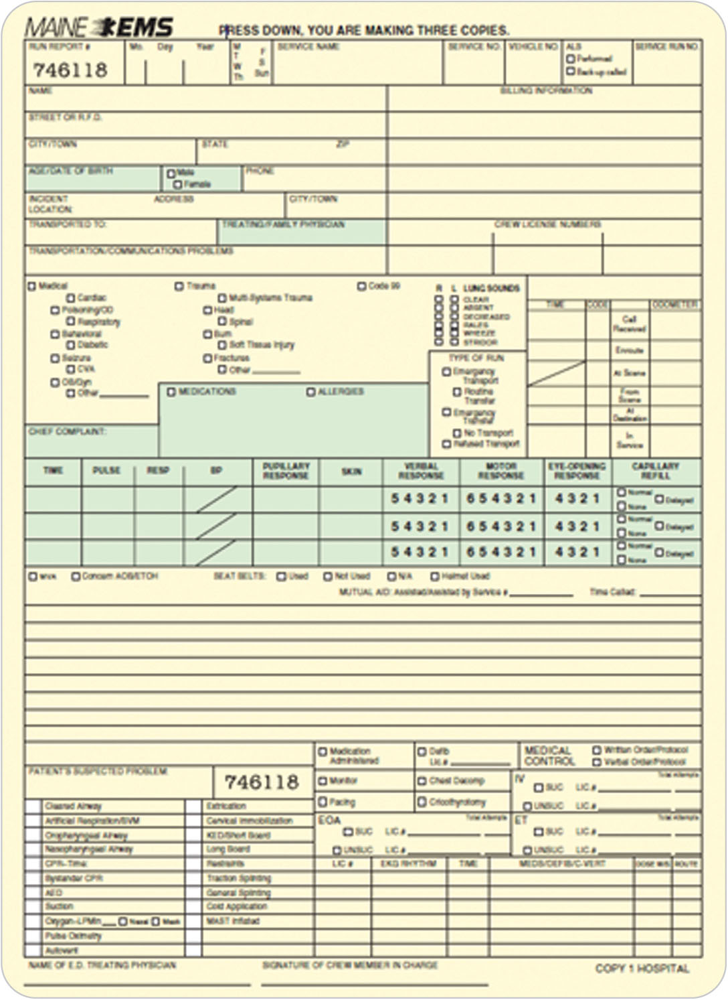 MAINE EMS PRESS DOWN, YOU ARE MAKING THREE COPIES.
RUN REPORT # Mo. Day Year M F SERVICE NAME SERVICE NO. VEHICLE NO. ALS SERVICE RUN NO.
T S Performed
W Sun Back-up called
Th
746118
NAME BILLING INFORMATION
STREET OR R.F.D.
CITY/TOWN STATE ZIP
AGE/DATE OF BIRTH Male PHONE
Female
INCIDENT ADDRESS CITY/TOWN
LOCATION:
TRANSPORTED TO: TREATING/FAMILY PHYSICIAN CREW LICENSE NUMBERS
TRANSPORTATION/COMMUNICATIONS PROBLEMS
Medical Trauma Code 99
Cardiac Multi-Systems Trauma
Poisoning/OD Head
Respiratory Spinal
Behavioral Burn
Diabetic Soft Tissue Injury
Seizure Fractures
CVA Other
OB/Gyn
Other
R L LUNG SOUNDS
CLEAR
ABSENT
DECREASED
RALES
WHEEZE
STRIDOR
TIME CODE ODOMETER
Call
Received
Enroute
At Scene
From
Scene
At
Destination
In
Service
TYPE OF RUN
Emergency
Transport
Routine
Transfer
Emergency
Transfer
No Transport
Refused Transport
MEDICATIONS ALLERGIES
CHIEF COMPLAINT:
TIME PULSE RESP BP PUPILLARY RESPONSE SKIN VERBAL RESPONSE MOTOR RESPONSE EYE-OPENING RESPONSE CAPILLARY REFILL
5 4 3 2 1 6 5 4 3 2 1 4 3 2 1 Normal Delayed
None
5 4 3 2 1 6 5 4 3 2 1 4 3 2 1 Normal Delayed
None
5 4 3 2 1 6 5 4 3 2 1 4 3 2 1 Normal Delayed
None
MVA Concern AOB/ETOH SEAT BELTS: Used Not Used N/A Helmet Used
MUTUAL AID: Assisted/Assisted by Service # Time Called:
Medication Defib MEDICAL Written Order/Protocol
Administered Lic.# CONTROL Verbal Order/Protocol
PATIENT'S SUSPECTED PROBLEM:
746118
Monitor Chest Decomp IV Total Attempts
SUC LIC.#
Pacing Cricothyrotomy UNSUC LIC.#
EOA Total Attempts ET Total Attempts
SUC LIC.# SUC LIC.#
UNSUC LIC.# UNSUC LIC.#
LIC # EKG RHYTHM TIME MEDS/DEFIB/C-VERT DOSE W/S ROUTE
Cleared Airway Extrication
Artificial Respiration/BVM Cervical Immobilization
Oropharyngeal Airway KED/Short Board
Nasopharyngeal Airway Long Board
CPR-Time: Restraints
Bystander CPR Traction Splinting
AED General Splinting
Suction Cold Application
Oxygen-LPMin Nasal Mask MAST Inflated
Pulse Oximetry
Autovent
NAME OF E.D. TREATING PHYSICIAN SIGNATURE OF CREW MEMBER IN CHARGE COPY 1 HOSPITAL